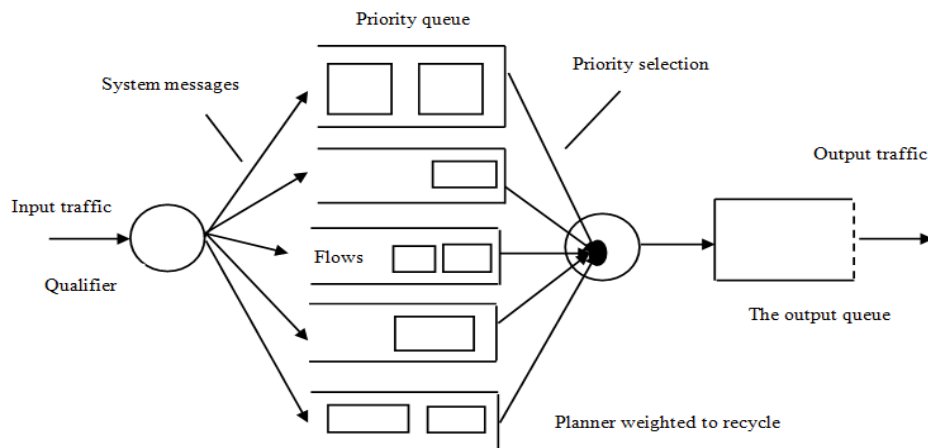 Priority queue
System messages
Priority selection
Output traffic
Input traffic
Flows
Qualifier
The output queue
Planner weighted to recycle